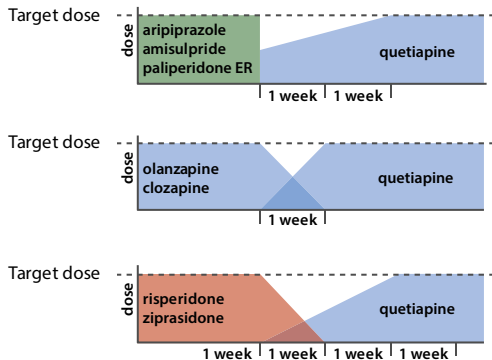 Target dose
dose
aripiprazole
amisulpride
paliperidone ER
quetiapine
1 week 1 week
Target dose
dose
olanzapine
clozapine
quetiapine
1 week
Target dose
dose
risperidone
ziprasidone
quetiapine
1 week 1 week 1 week 1 week